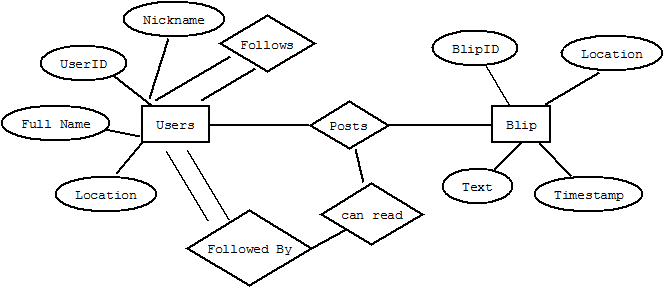 Nickname
Follows
BlipID
Location
UserID
Full Name
Users
Posts
Blip
Location
Text
Timestamp
can read
Followed By